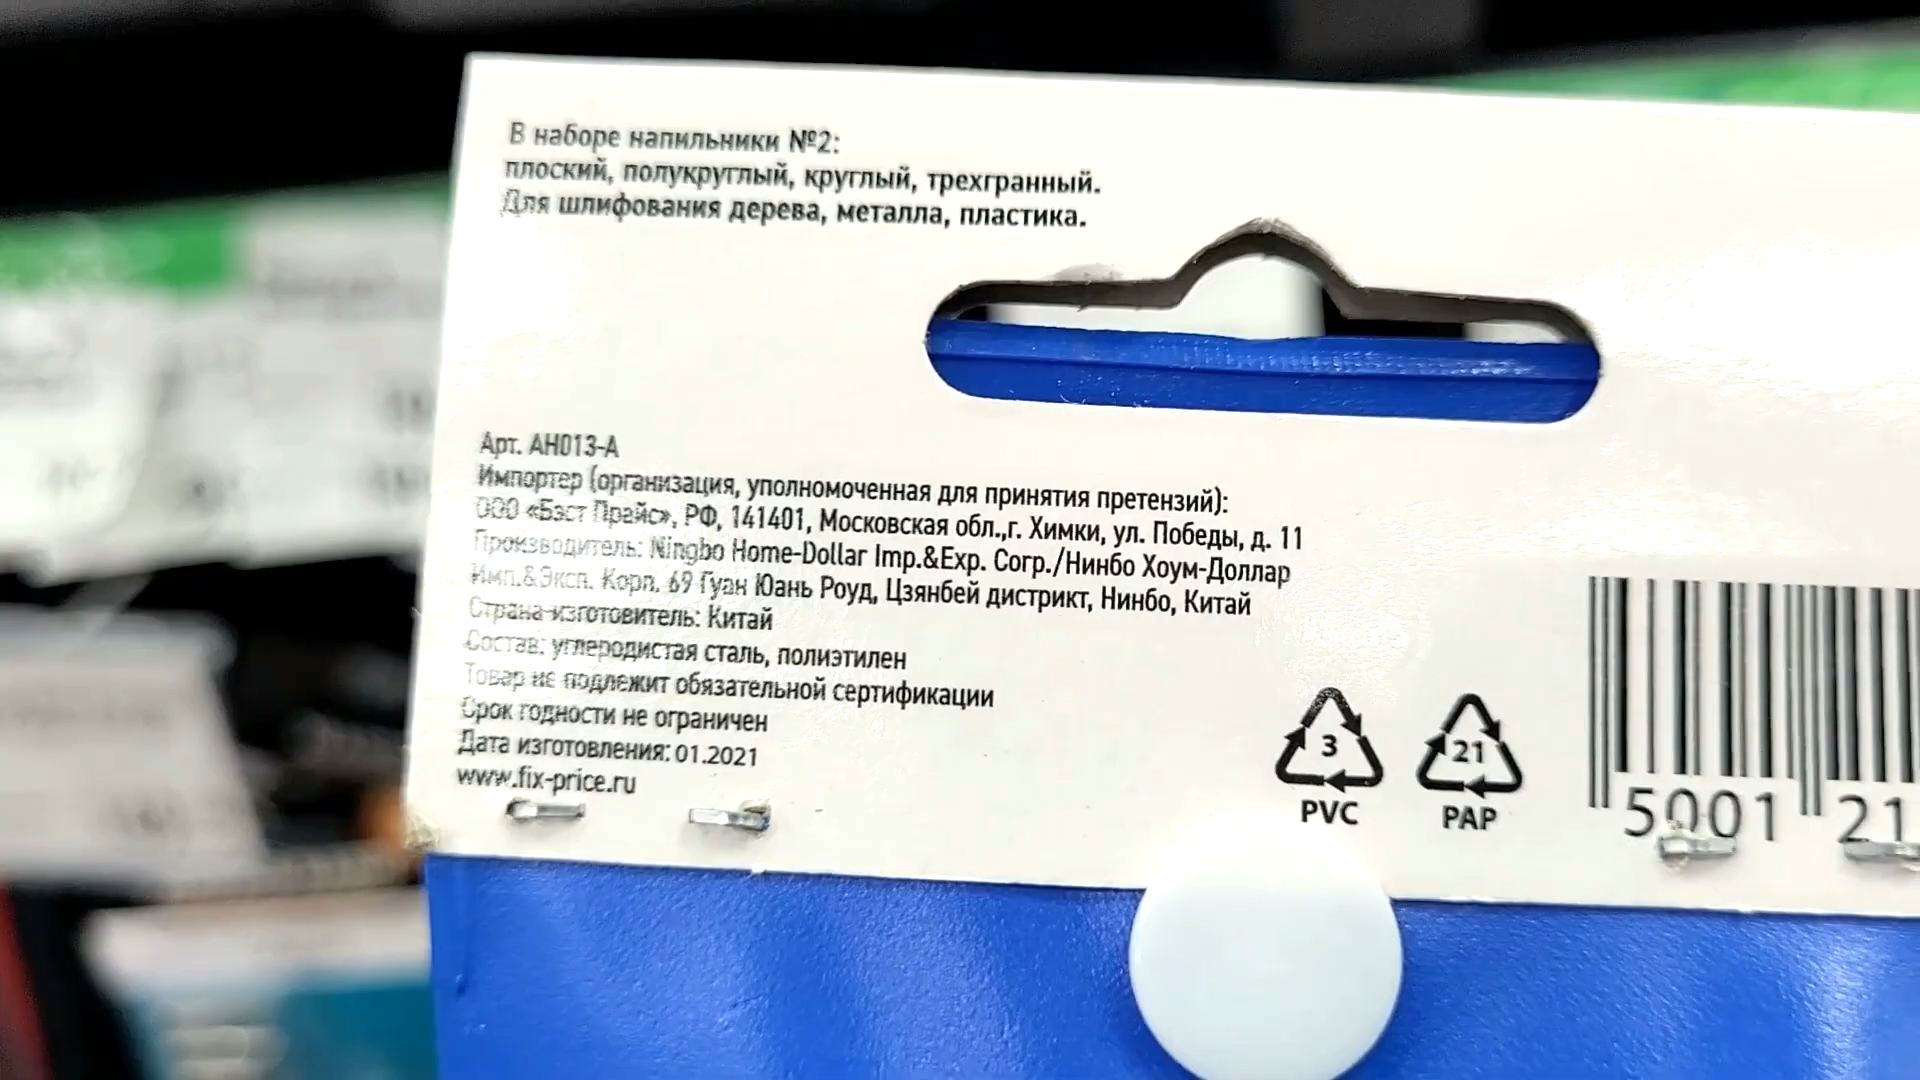 В наборе напильники №2:
плоский, полукруглый, круглый, трехгранный.
Для шлифования дерева, металла, пластика.
Арт. AH013-A
Импортер (организация, уполномоченная для принятия претензий):
ООО «Бэст Прайс», РФ, 141401, Московская обл.,г. Химки, ул. Победы, д. 11
Производитель: Ningbo Home-Dollar Imp.&Exp. Corp./Нинбо Хоум-Доллар
Имп.&Эксп. Корп. 69 Гуан Юань Роуд, Цзянбей дистрикт, Нинбо, Китай
Страна-изготовитель: Китай
Состав: углеродистая сталь, полиэтилен
Товар не подлежит обязательной сертификации
Срок годности не ограничен
Дата изготовления: 01.2021
www.fix-price.ru
3
PVC
21
PAP
5001 21